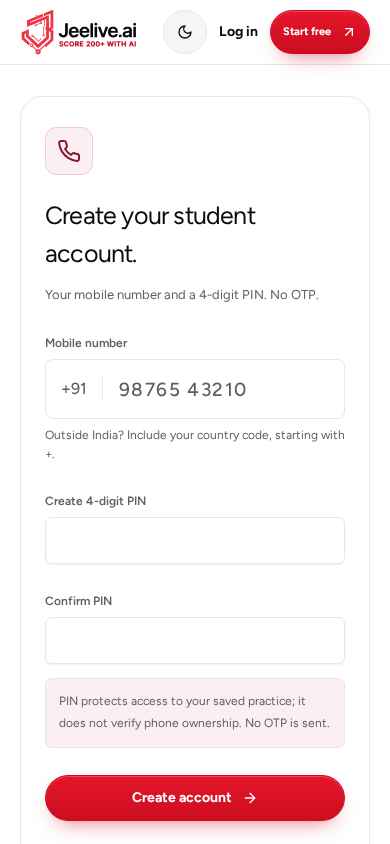 Jeelive.ai
SCORE 200+ WITH AI
Log in
Start free
Create your student
account.
Your mobile number and a 4-digit PIN. No OTP.
Mobile number
+91 98765 43210
Outside India? Include your country code, starting with
+.
Create 4-digit PIN
Confirm PIN
PIN protects access to your saved practice; it
does not verify phone ownership. No OTP is sent.
Create account